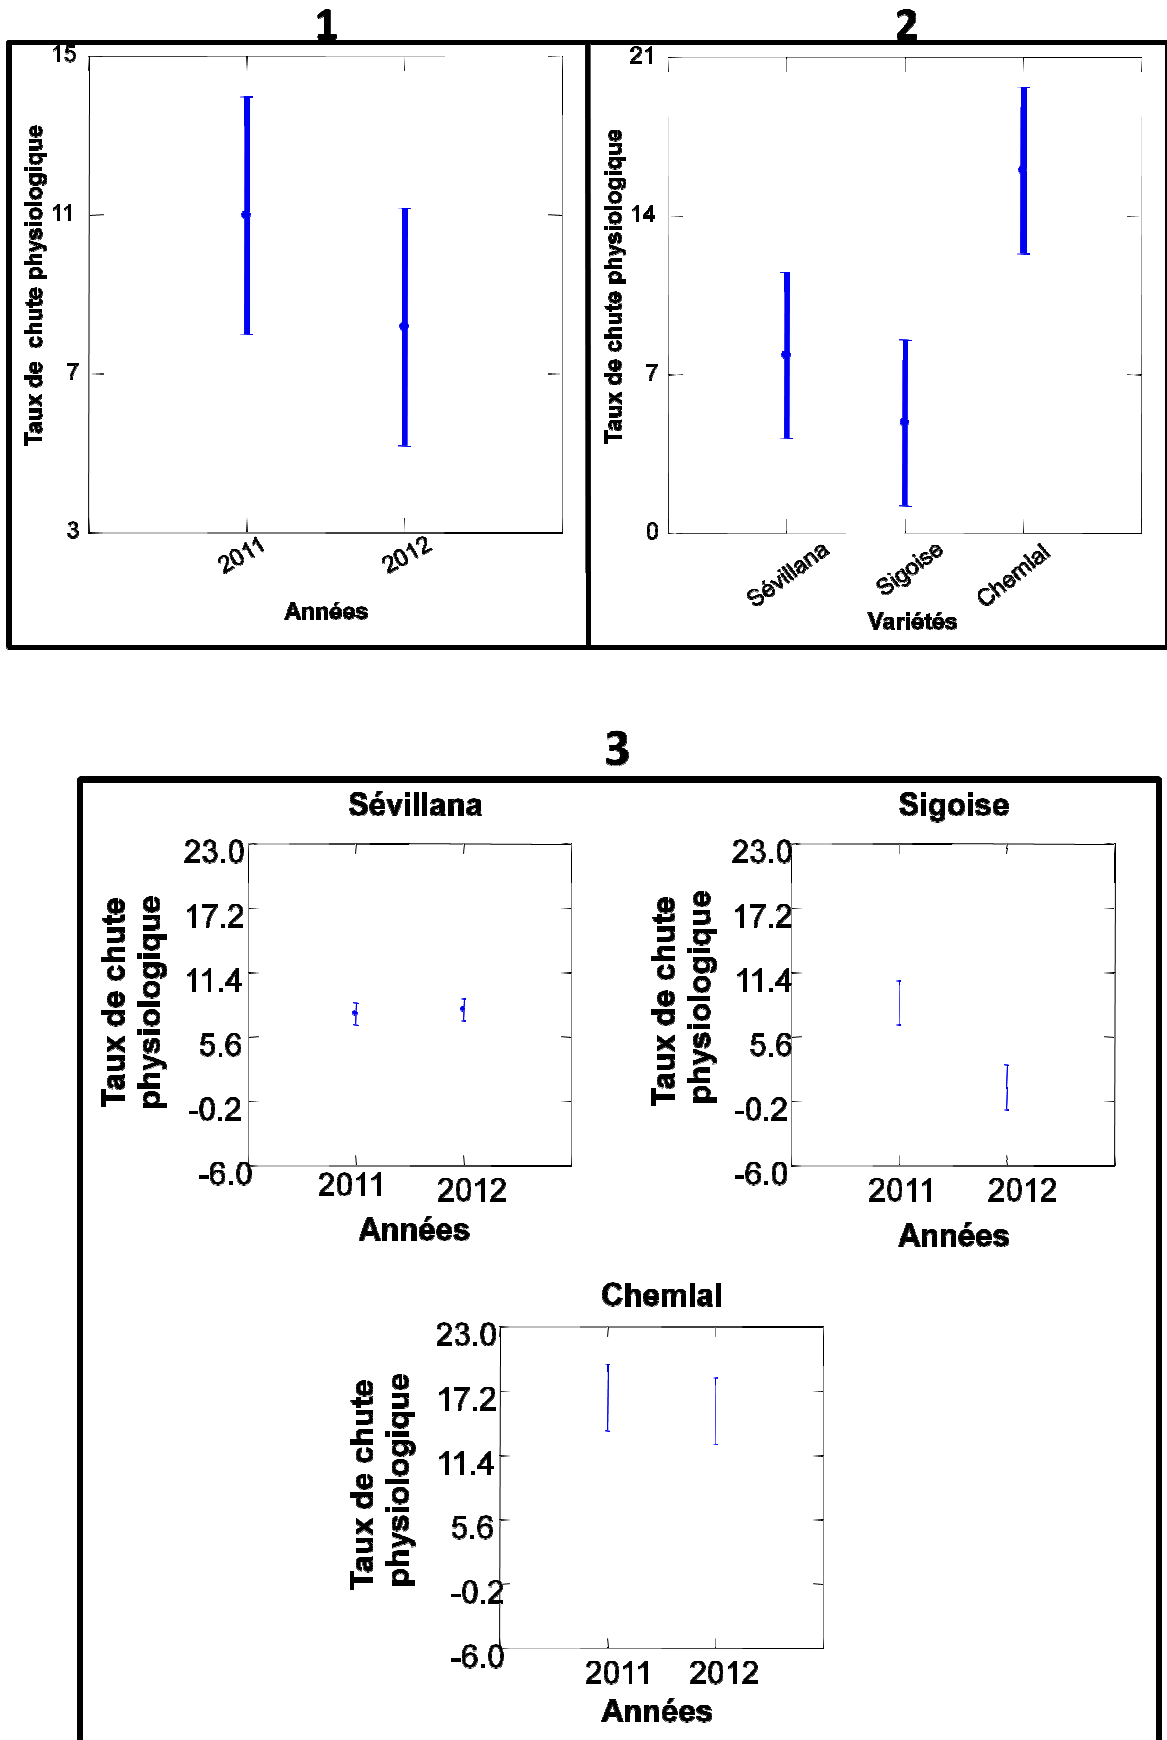 1
2
15
11
7
3
Taux de chute physiologique
2011
2012
Années
21
14
7
0
Taux de chute physiologique
Sévillana
Sigoise
Chemlal
Variétés
3
Sévillana
23.0
17.2
11.4
5.6
-0.2
-6.0
Taux de chute
physiologique
2011 2012
Années
Sigoise
23.0
17.2
11.4
5.6
-0.2
-6.0
Taux de chute
physiologique
2011 2012
Années
Chemlal
23.0
17.2
11.4
5.6
-0.2
-6.0
Taux de chute
physiologique
2011 2012
Années